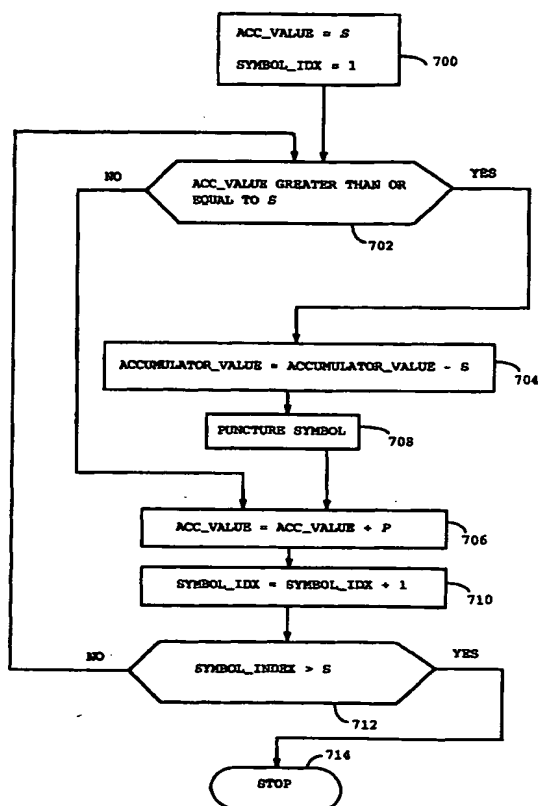 ACC_VALUE = S
SYMBOL_IDX = 1
700
NO
YES
ACC_VALUE GREATER THAN OR
EQUAL TO S
702
ACCUMULATOR_VALUE = ACCUMULATOR_VALUE - S
704
PUNCTURE SYMBOL
708
ACC_VALUE = ACC_VALUE + P
706
SYMBOL_IDX = SYMBOL_IDX + 1
710
NO
YES
SYMBOL_INDEX > S
712
714
STOP